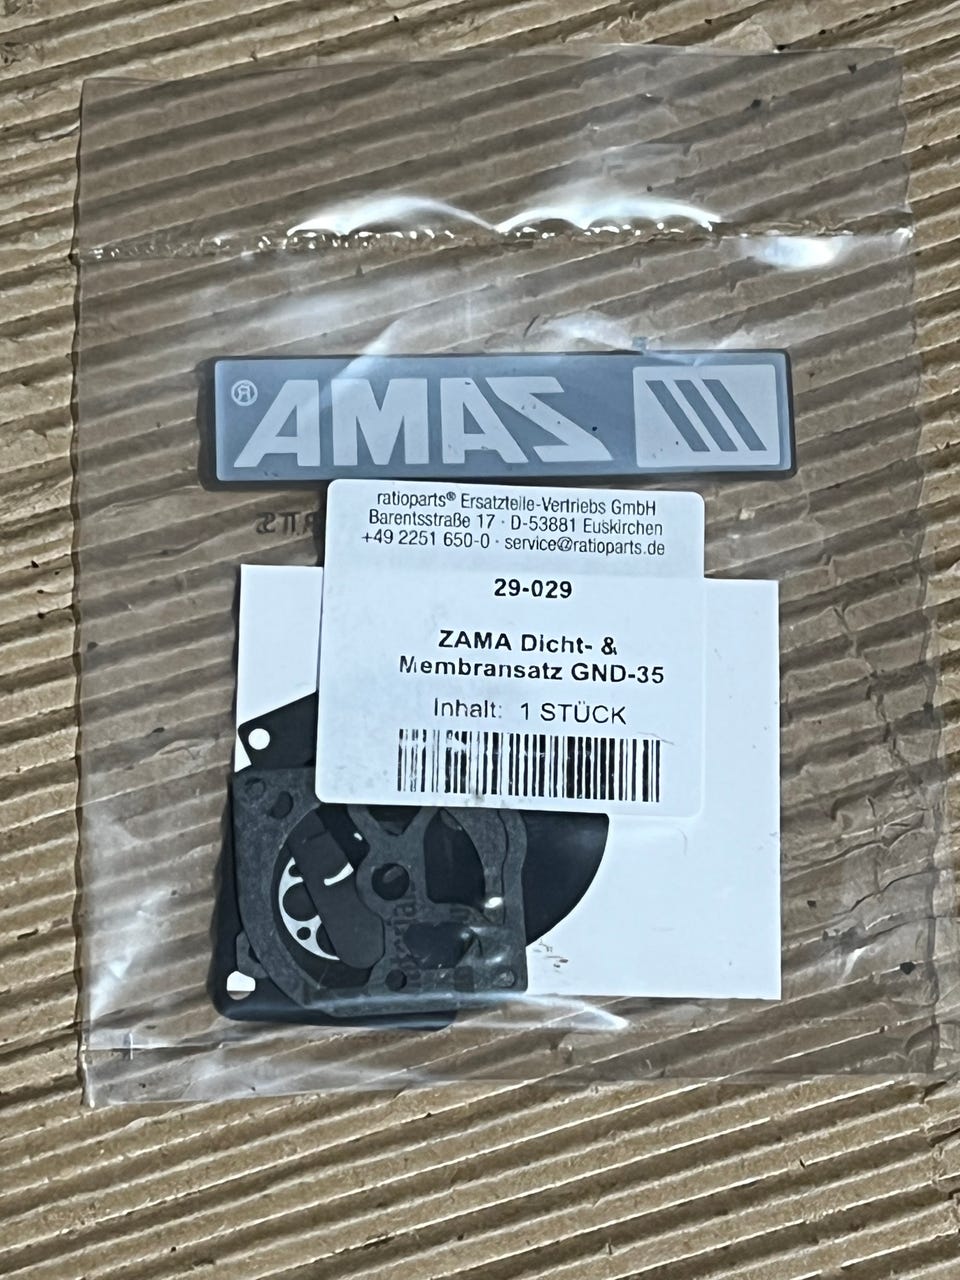 ZAMA®
ratioparts® Ersatzteile-Vertriebs GmbH
Barentsstraße 17 · D-53881 Euskirchen
+49 2251 650-0 · service@ratioparts.de
29-029
ZAMA Dicht- &
Membransatz GND-35
Inhalt: 1 STÜCK